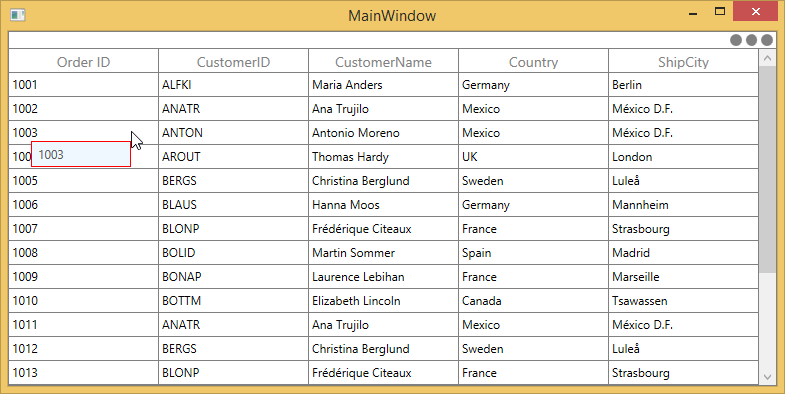 MainWindow
Order ID CustomerID CustomerName Country ShipCity
1001 ALFKI Maria Anders Germany Berlin
1002 ANATR Ana Trujilo Mexico México D.F.
1003 ANTON Antonio Moreno Mexico México D.F.
100 AROUT Thomas Hardy UK London
1003
1005 BERGS Christina Berglund Sweden Luleå
1006 BLAUS Hanna Moos Germany Mannheim
1007 BLONP Frédérique Citeaux France Strasbourg
1008 BOLID Martin Sommer Spain Madrid
1009 BONAP Laurence Lebihan France Marseille
1010 BOTTM Elizabeth Lincoln Canada Tsawassen
1011 ANATR Ana Trujilo Mexico México D.F.
1012 BERGS Christina Berglund Sweden Luleå
1013 BLONP Frédérique Citeaux France Strasbourg